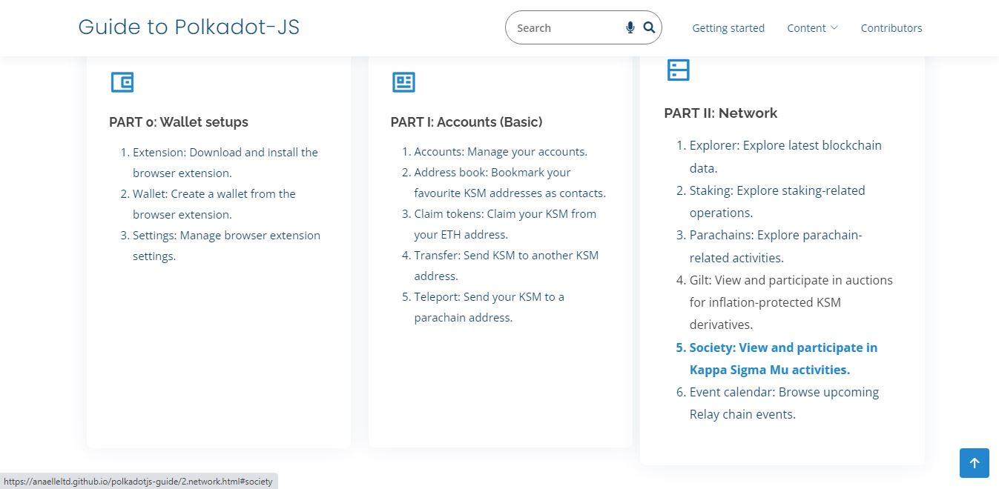 Guide to Polkadot-JS
Search
Getting started
Content
Contributors
PART 0: Wallet setups
1. Extension: Download and install the
browser extension.
2. Wallet: Create a wallet from the
browser extension.
3. Settings: Manage browser extension
settings.
PART I: Accounts (Basic)
1. Accounts: Manage your accounts.
2. Address book: Bookmark your
favourite KSM addresses as contacts.
3. Claim tokens: Claim your KSM from
your ETH address.
4. Transfer: Send KSM to another KSM
address.
5. Teleport: Send your KSM to a
parachain address.
PART II: Network
1. Explorer: Explore latest blockchain
data.
2. Staking: Explore staking-related
operations.
3. Parachains: Explore parachain-
related activities.
4. Gilt: View and participate in auctions
for inflation-protected KSM
derivatives.
5. Society: View and participate in
Kappa Sigma Mu activities.
6. Event calendar: Browse upcoming
Relay chain events.
https://anaelleltd.github.io/polkadotjs-guide/2.network.html#society